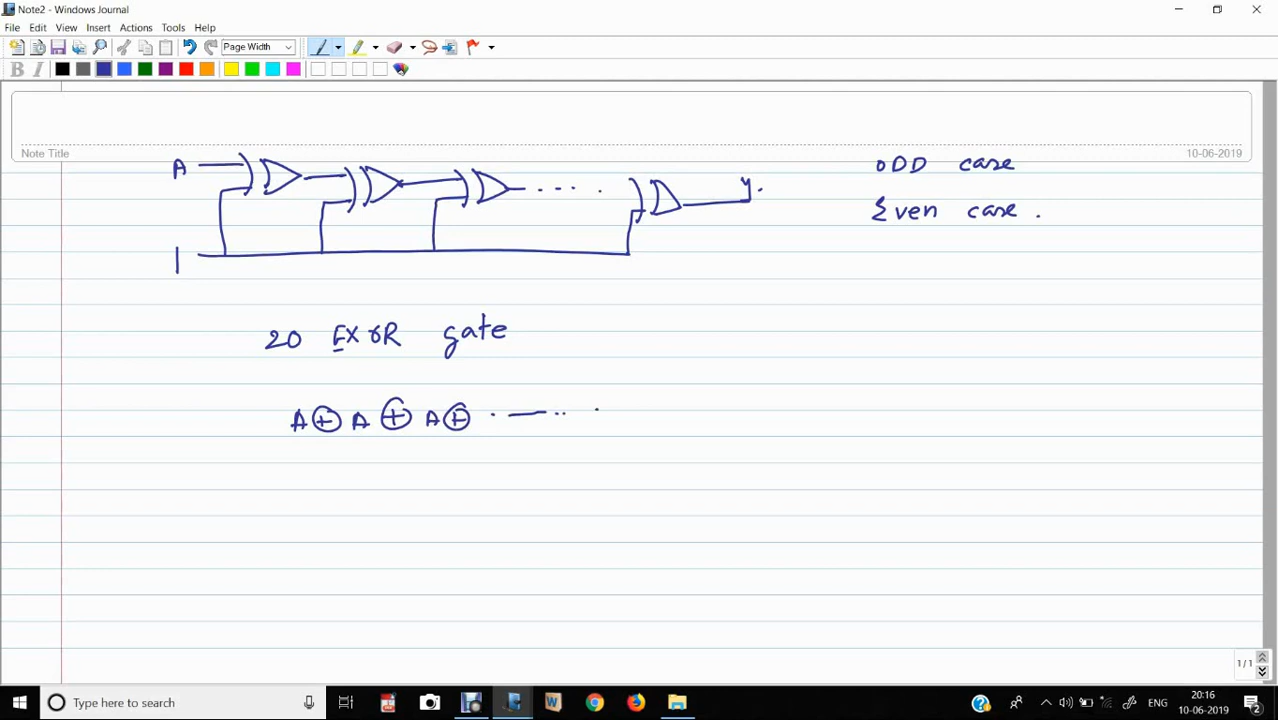 Note2 - Windows Journal
File Edit View Insert Actions Tools Help
Page Width
B I
Note Title
10-06-2019
A
y.
1
ODD case
Even case.
20 EXOR gate
A ⊕ A ⊕ A ⊕ . — .. .
1/1
Type here to search
ENG
20:16
10-06-2019
2